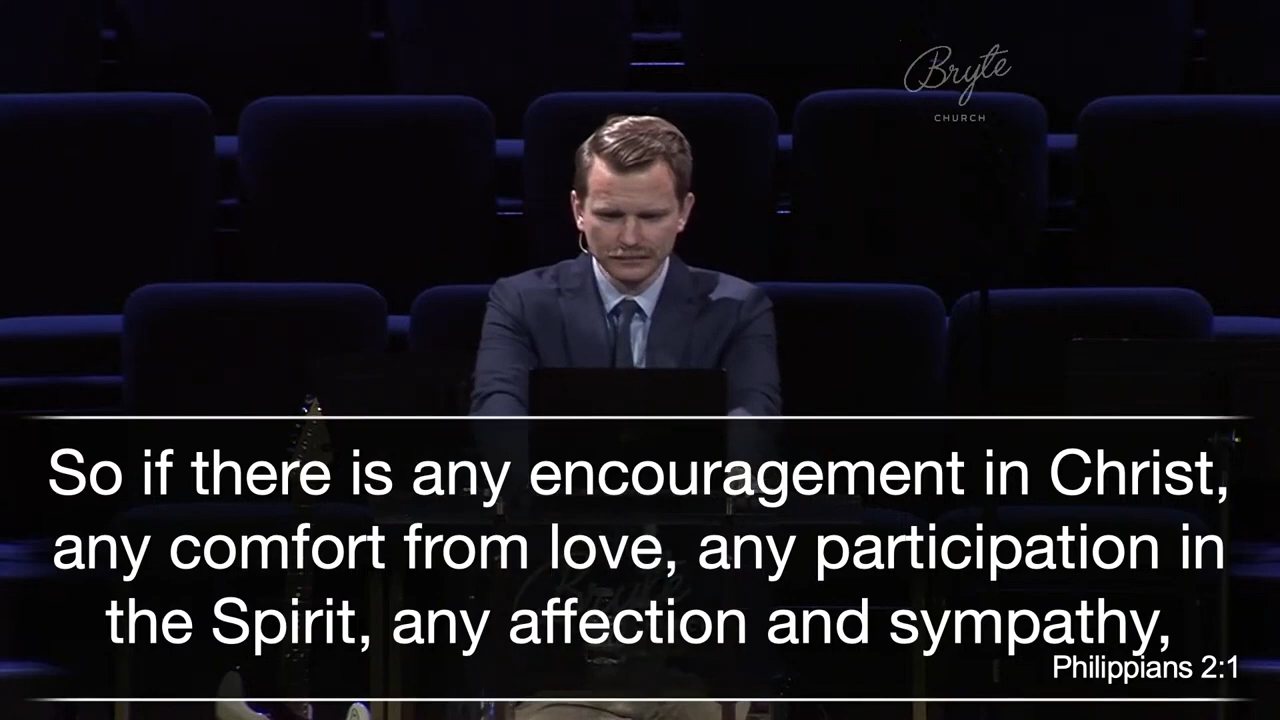 Bryte
CHURCH
So if there is any encouragement in Christ,
any comfort from love, any participation in
the Spirit, any affection and sympathy,
Philippians 2:1
Bryte